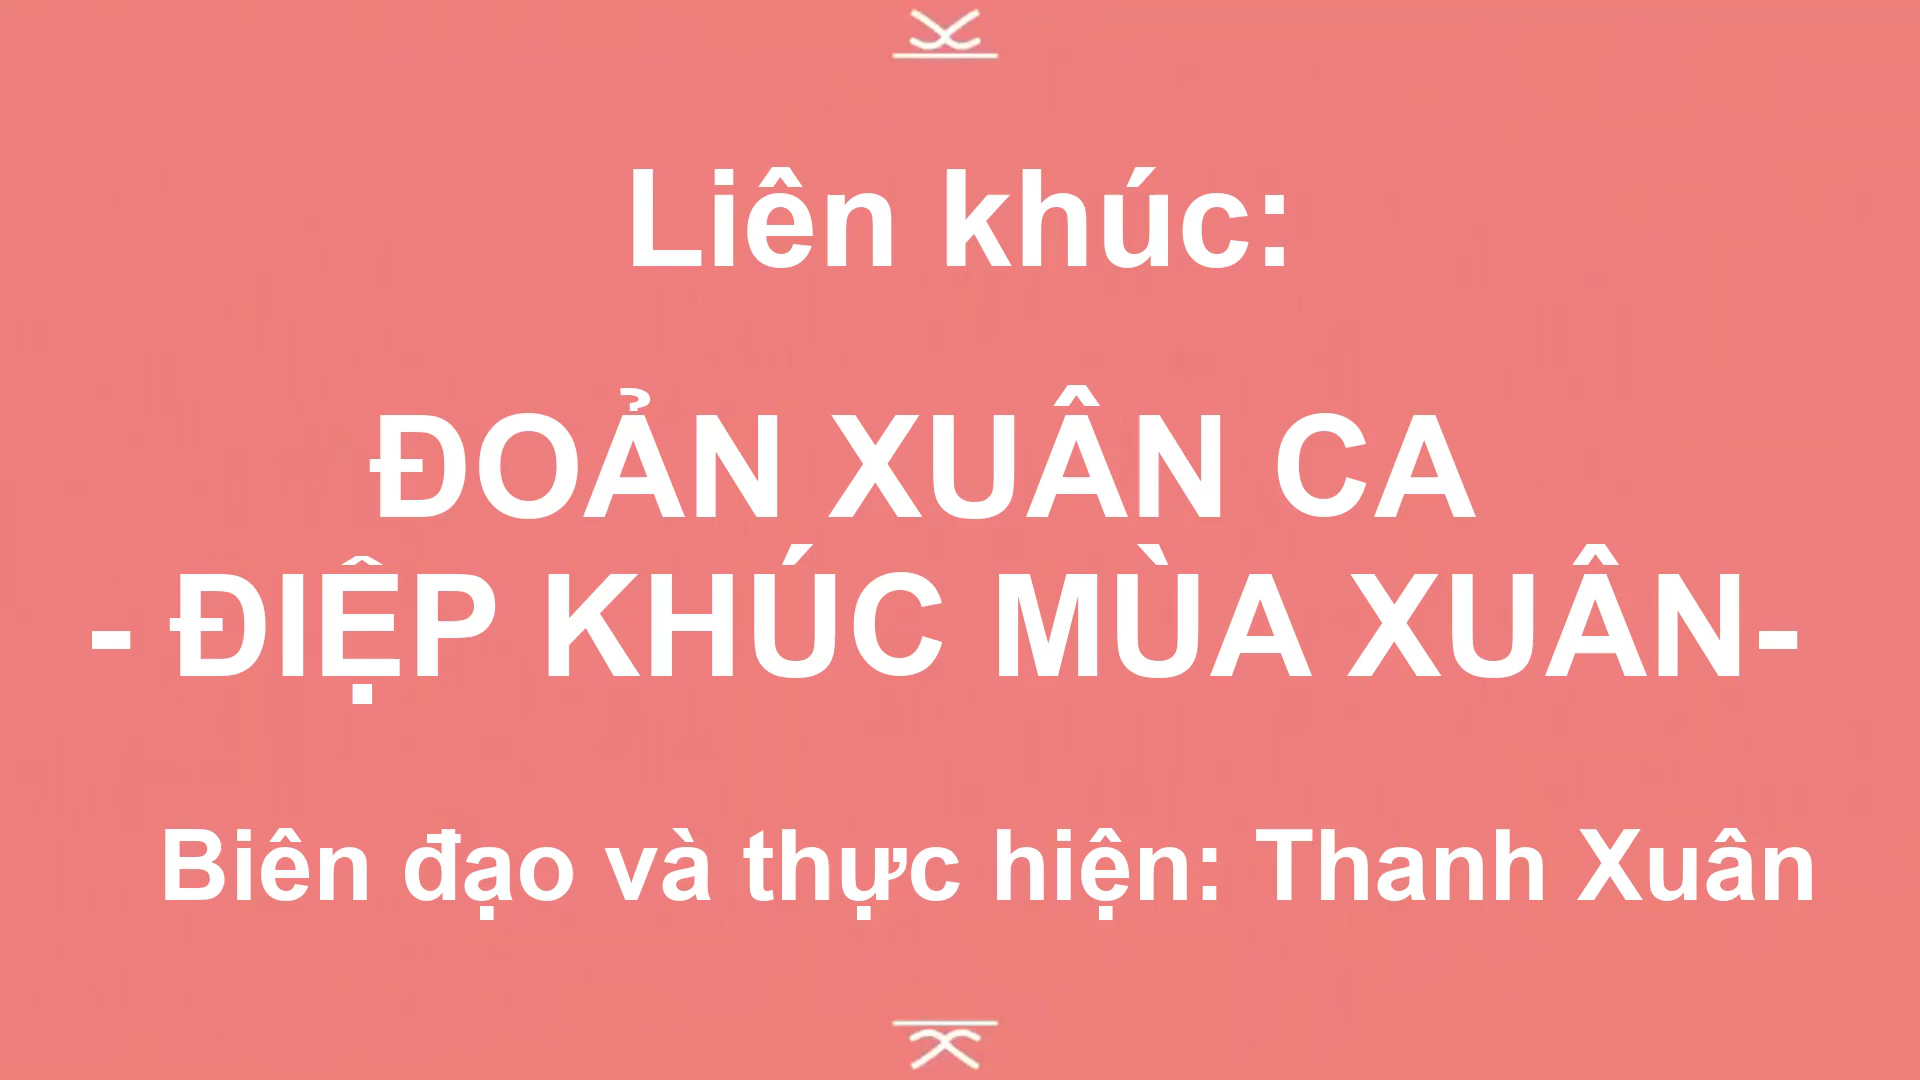 Liên khúc:
ĐOẢN XUÂN CA
- ĐIỆP KHÚC MÙA XUÂN-
Biên đạo và thực hiện: Thanh Xuân